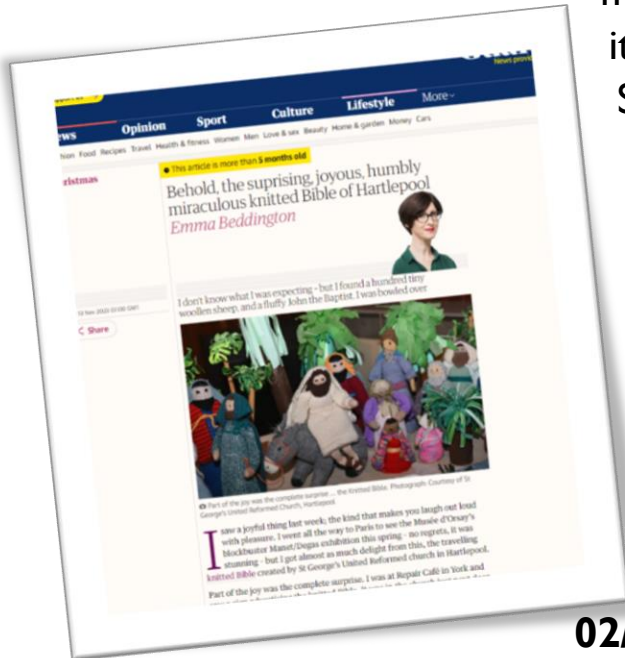 it
News provid
Opinion Sport Culture Lifestyle More
Food Recipes Travel Health & fitness Women Men Love & sex Beauty Home & garden Money Cars
This article is more than 5 months old
Behold, the suprising, joyous, humbly
miraculous knitted Bible of Hartlepool
Emma Beddington
I don't know what I was expecting - but I found a hundred tiny
woollen sheep, and a fluffy John the Baptist. I was bowled over
Nov 2023 GMT
Share
Part of the joy was the complete surprise ... the Knitted Bible. Photograph: Courtesy of St
George's United Reformed Church, Hartlepool
I saw a joyful thing last week; the kind that makes you laugh out loud
with pleasure. I went all the way to Paris to see the Musée d'Orsay's
blockbuster Manet/Degas exhibition this spring - no regrets, it was
stunning - but I got almost as much delight from this, the travelling
knitted Bible created by St George's United Reformed church in Hartlepool.
Part of the joy was the complete surprise. I was at Repair Café in York and
02/